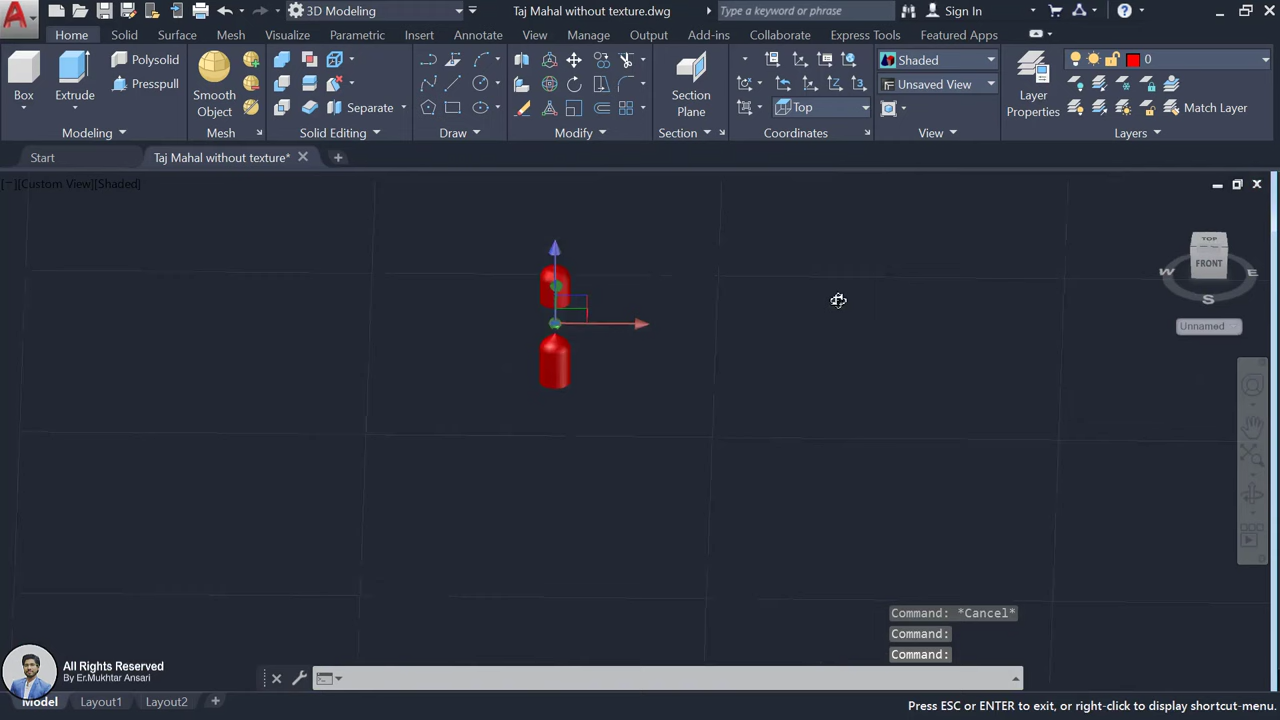 3D Modeling
Taj Mahal without texture.dwg
Type a keyword or phrase
Sign In
Home
Solid
Surface
Mesh
Visualize
Parametric
Insert
Annotate
View
Manage
Output
Add-ins
Collaborate
Express Tools
Featured Apps
Box
Extrude
Polysolid
Presspull
Smooth
Object
Separate
Section
Plane
Top
Shaded
Unsaved View
Layer
Properties
0
Match Layer
Modeling
Mesh
Solid Editing
Draw
Modify
Section
Coordinates
View
Layers
Start
Taj Mahal without texture*
[−][Custom View][Shaded]
TOP
FRONT
W
E
S
Unnamed
Command: *Cancel*
Command:
Command:
All Rights Reserved
By Er.Mukhtar Ansari
Model
Layout1
Layout2
Press ESC or ENTER to exit, or right-click to display shortcut-menu.